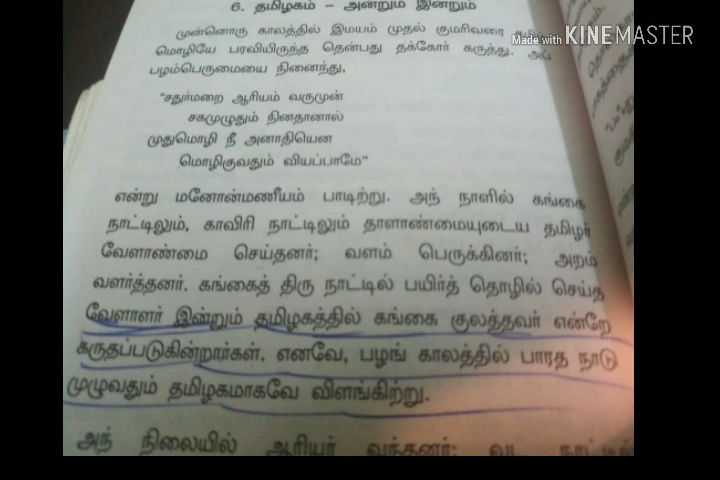 6. தமிழகம் – அன்றும் இன்றும்
Made with KINEMASTER
முன்னொரு காலத்தில் இமயம் முதல் குமரிவரை
மொழியே பரவியிருந்த தென்பது தக்கோர் கருத்து. அப்
பழம்பெருமையை நினைந்து,
"சதுர்மறை ஆரியம் வருமுன்
சகமுழுதும் நினதானால்
முதுமொழி நீ அனாதியென
மொழிகுவதும் வியப்பாமே"
என்று மனோன்மணீயம் பாடிற்று. அந் நாளில் கங்கை
நாட்டிலும், காவிரி நாட்டிலும் தாளாண்மையுடைய தமிழர்
வேளாண்மை செய்தனர்; வளம் பெருக்கினர்; அறம்
வளர்த்தனர். கங்கைத் திரு நாட்டில் பயிர்த் தொழில் செய்த
வேளாளர் இன்றும் தமிழகத்தில் கங்கை குலத்தவர் என்றே
கருதப்படுகின்றார்கள். எனவே, பழங் காலத்தில் பாரத நாடு
முழுவதும் தமிழகமாகவே விளங்கிற்று.
அந் நிலையில் ஆரியர் வந்தனர்; வட நாட்டில்